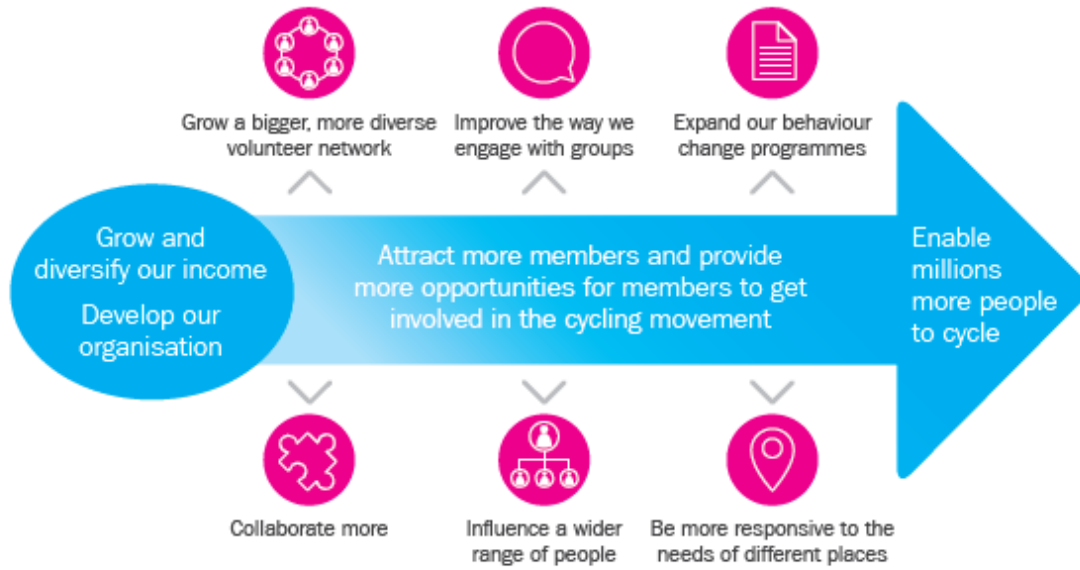 Grow a bigger, more diverse
volunteer network
Improve the way we
engage with groups
Expand our behaviour
change programmes
Grow and
diversify our income
Develop our
organisation
Attract more members and provide
more opportunities for members to get
involved in the cycling movement
Enable
millions
more people
to cycle
Collaborate more
Influence a wider
range of people
Be more responsive to the
needs of different places